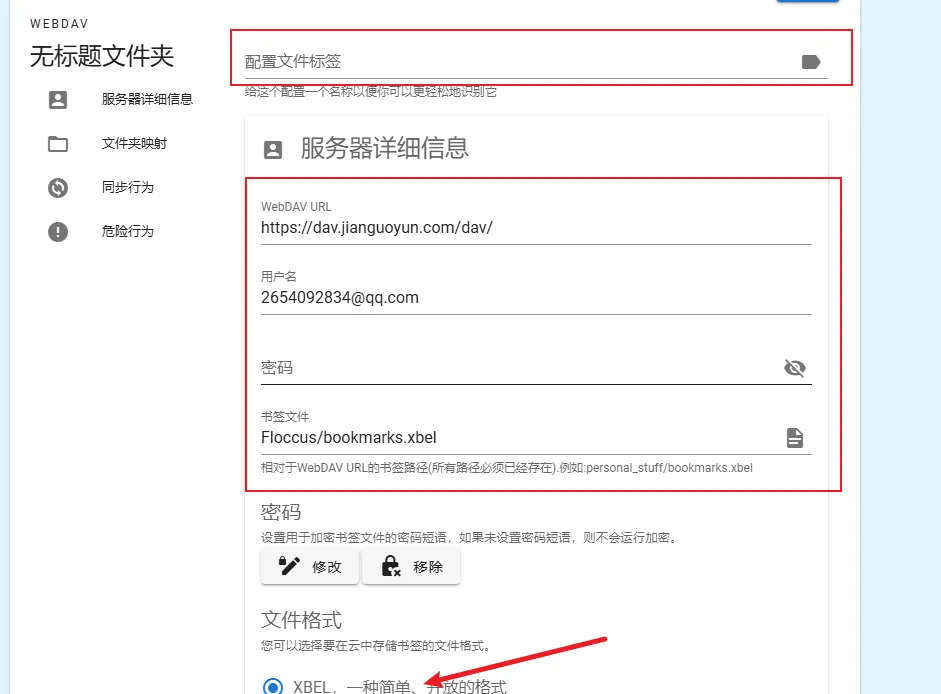 WEBDAV
无标题文件夹
服务器详细信息
文件夹映射
同步行为
危险行为
配置文件标签
给这个配置一个名称以便你可以更轻松地识别它
服务器详细信息
WebDAV URL
https://dav.jianguoyun.com/dav/
用户名
2654092834@qq.com
密码
书签文件
Floccus/bookmarks.xbel
相对于WebDAV URL的书签路径(所有路径必须已经存在).例如:personal_stuff/bookmarks.xbel
密码
设置用于加密书签文件的密码短语，如果未设置密码短语，则不会运行加密。
修改
移除
文件格式
您可以选择要在云中存储书签的文件格式。
XBEL，一种简单、开放的格式